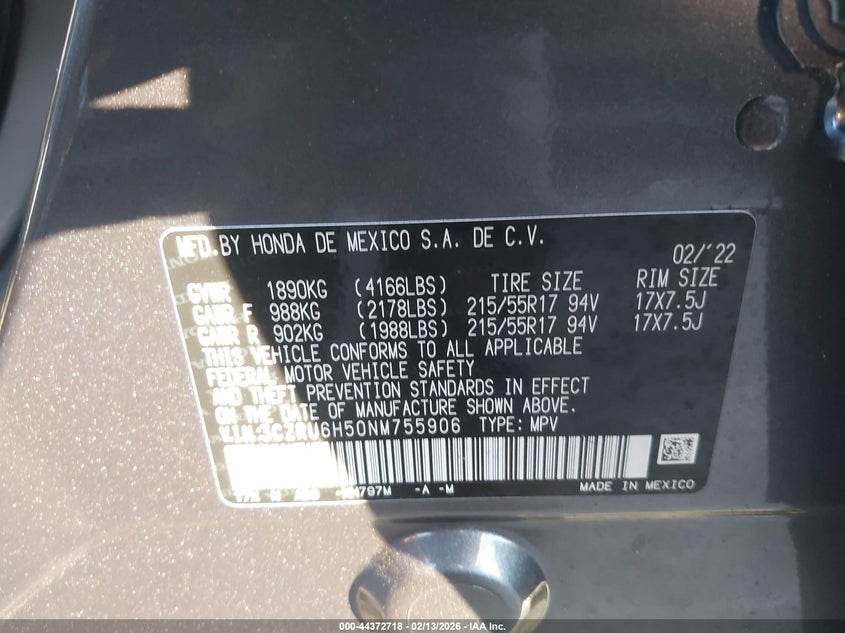 MFD.BY HONDA DE MEXICO S.A. DE C.V.
02/'22
GVWR 1890KG (4166LBS) TIRE SIZE RIM SIZE
GAWR F 988KG (2178LBS) 215/55R17 94V 17X7.5J
GAWR R 902KG (1988LBS) 215/55R17 94V 17X7.5J
THIS VEHICLE CONFORMS TO ALL APPLICABLE
FEDERAL MOTOR VEHICLE SAFETY
AND THEFT PREVENTION STANDARDS IN EFFECT
ON THE DATE OF MANUFACTURE SHOWN ABOVE.
3CZRU6H50NM755906 TYPE: MPV
-A -M
MADE IN MEXICO
000-44372718 - 02/13/2026 - IAA Inc.